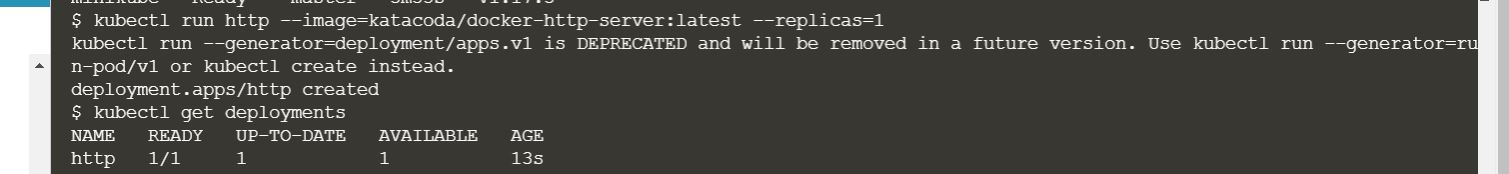 $ kubectl run http --image=katacoda/docker-http-server:latest --replicas=1
kubectl run --generator=deployment/apps.v1 is DEPRECATED and will be removed in a future version. Use kubectl run --generator=ru
n-pod/v1 or kubectl create instead.
deployment.apps/http created
$ kubectl get deployments
NAME READY UP-TO-DATE AVAILABLE AGE
http 1/1 1 1 13s